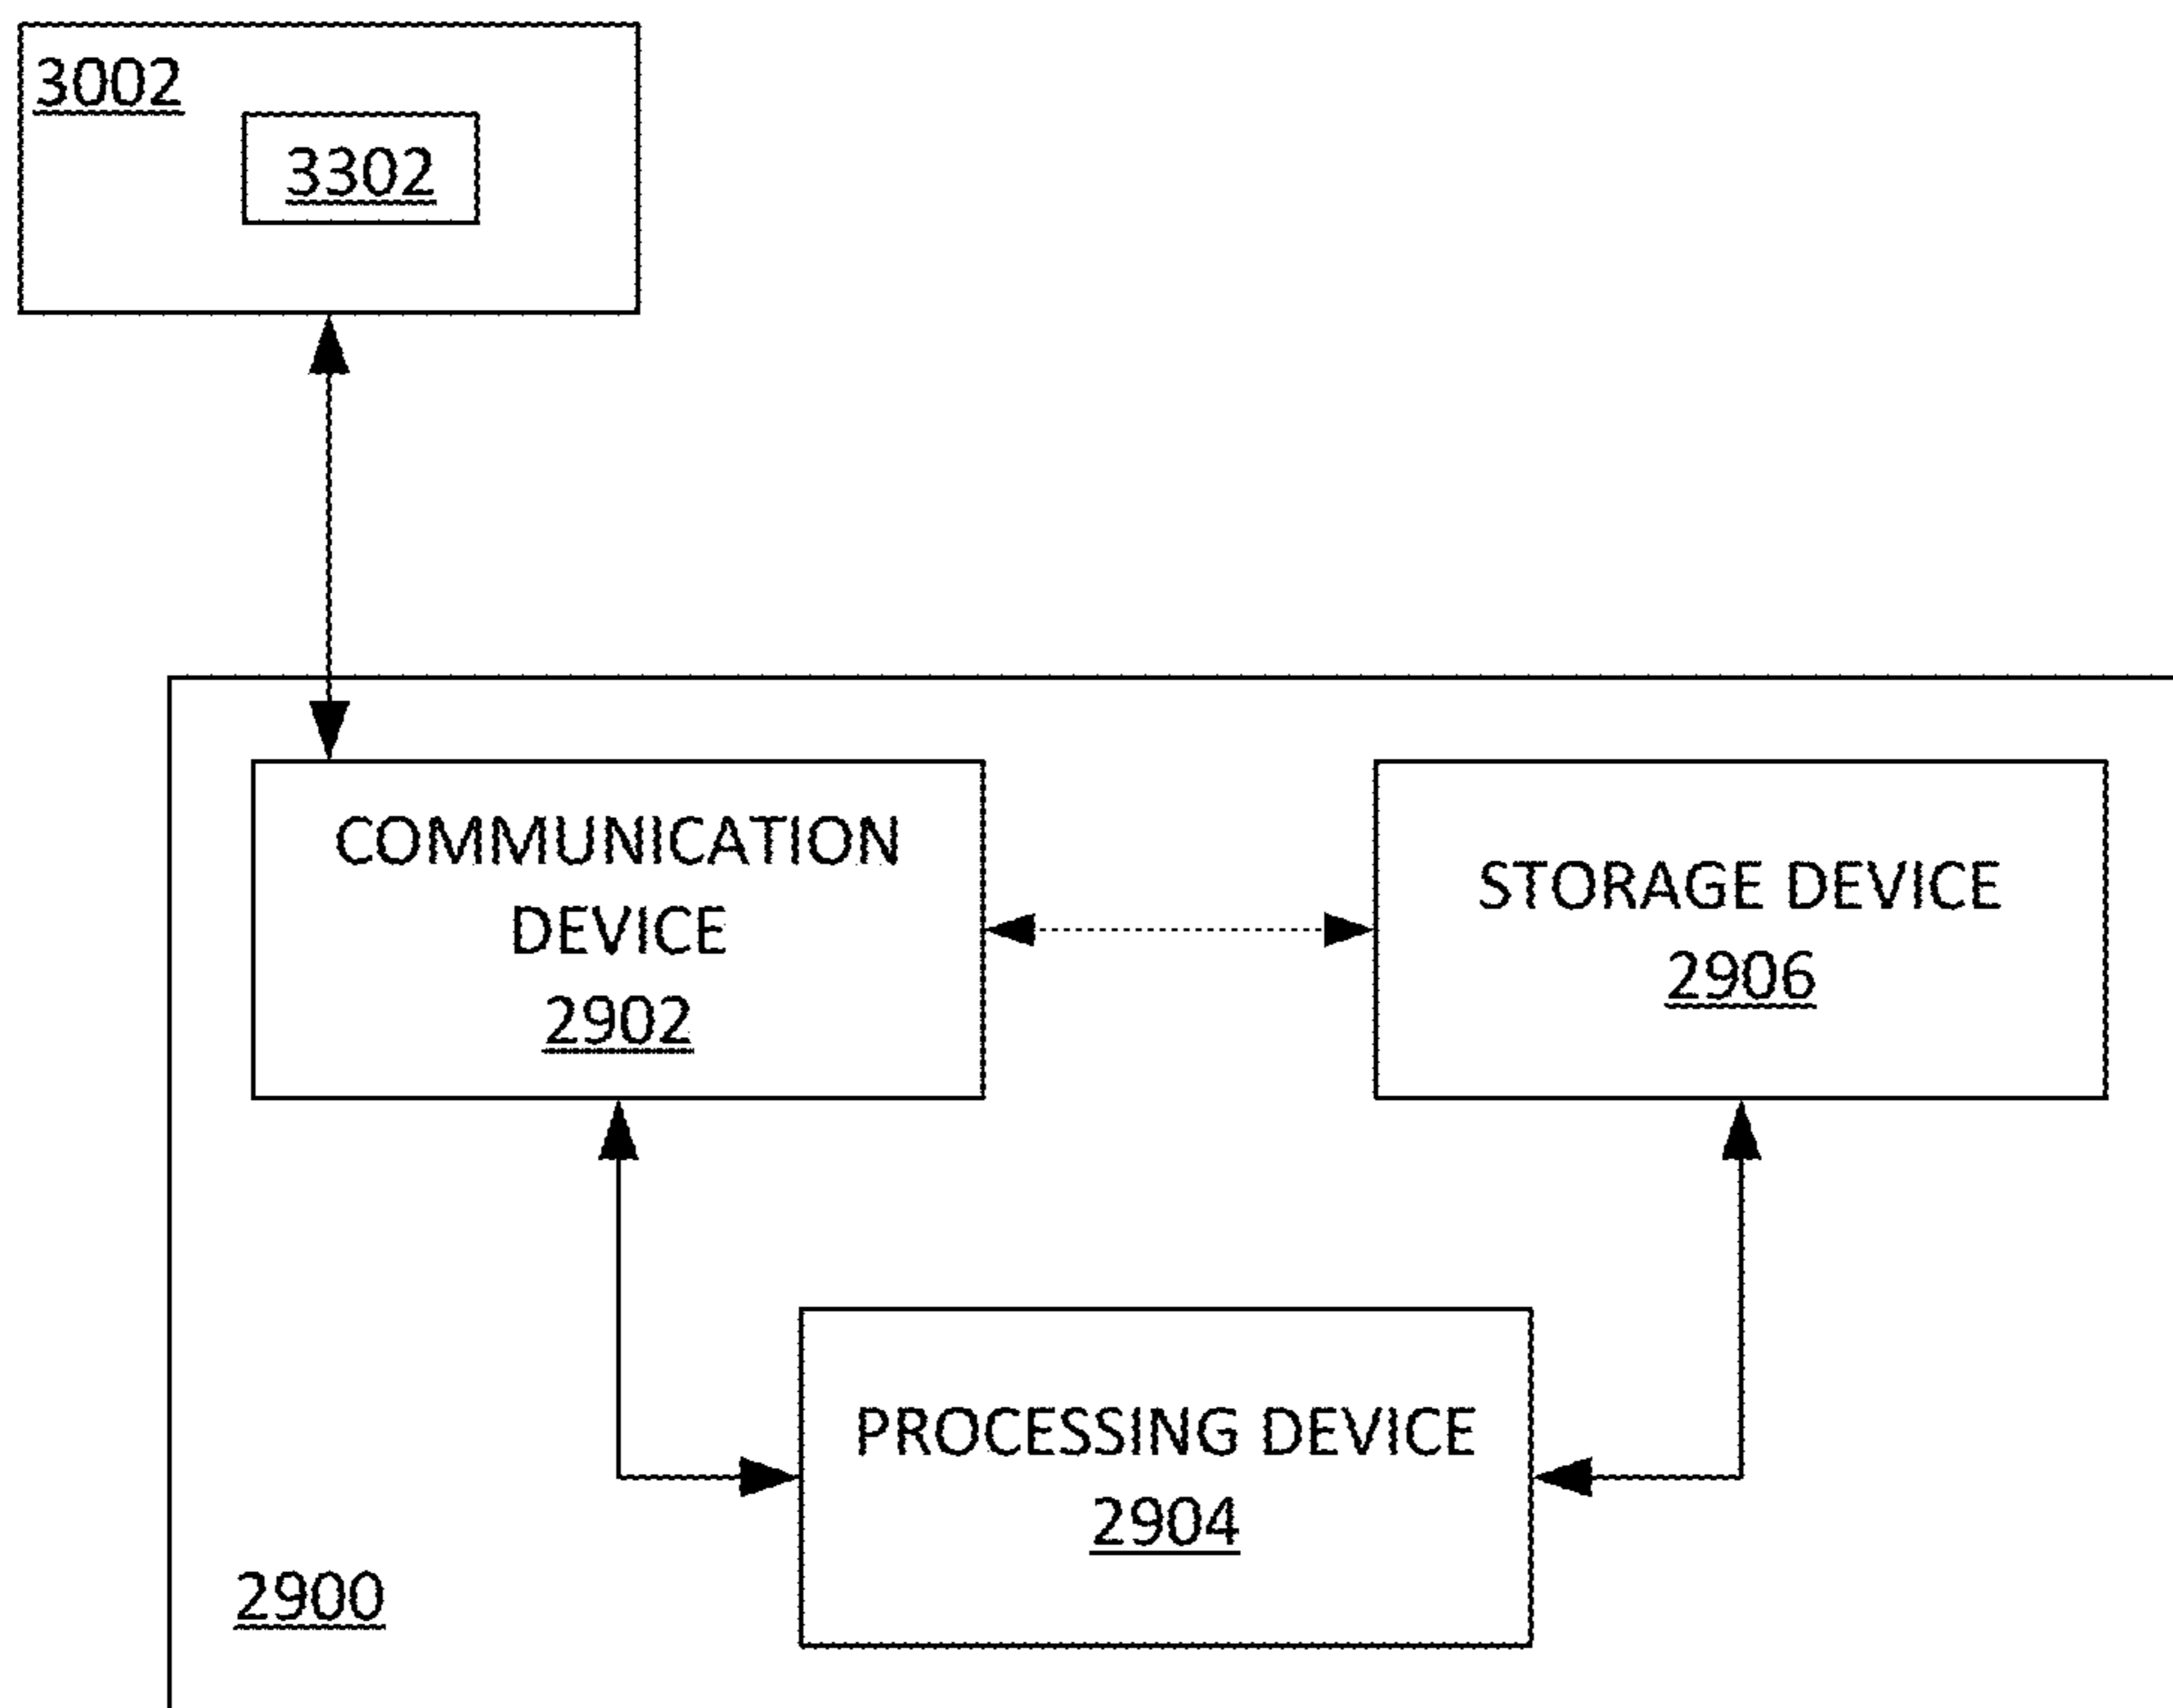 3002
3302
COMMUNICATION
DEVICE
2902
STORAGE DEVICE
2906
PROCESSING DEVICE
2904
2900